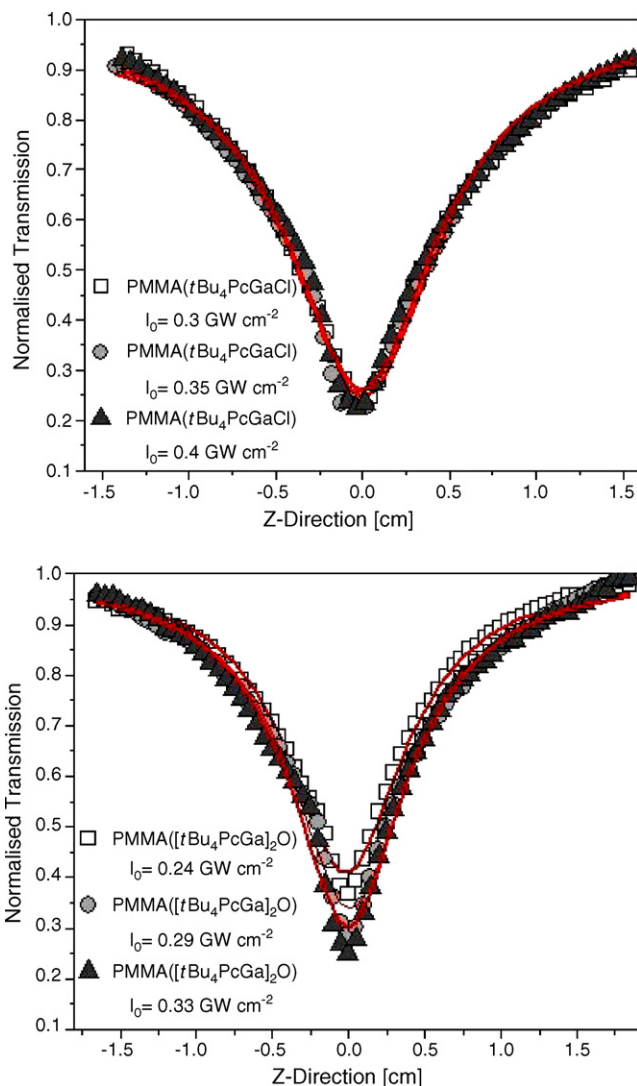 1.0
0.9
0.8
0.7
0.6
0.5
0.4
0.3
0.2
0.1
Normalised Transmission
PMMA(tBu₄PcGaCl)
I₀= 0.3 GW cm⁻²
PMMA(tBu₄PcGaCl)
I₀= 0.35 GW cm⁻²
PMMA(tBu₄PcGaCl)
I₀= 0.4 GW cm⁻²
-1.5 -1.0 -0.5 0.0 0.5 1.0 1.5
Z-Direction [cm]
1.0
0.9
0.8
0.7
0.6
0.5
0.4
0.3
0.2
0.1
Normalised Transmission
PMMA([tBu₄PcGa]₂O)
I₀= 0.24 GW cm⁻²
PMMA([tBu₄PcGa]₂O)
I₀= 0.29 GW cm⁻²
PMMA([tBu₄PcGa]₂O)
I₀= 0.33 GW cm⁻²
-1.5 -1.0 -0.5 0.0 0.5 1.0 1.5
Z-Direction [cm]